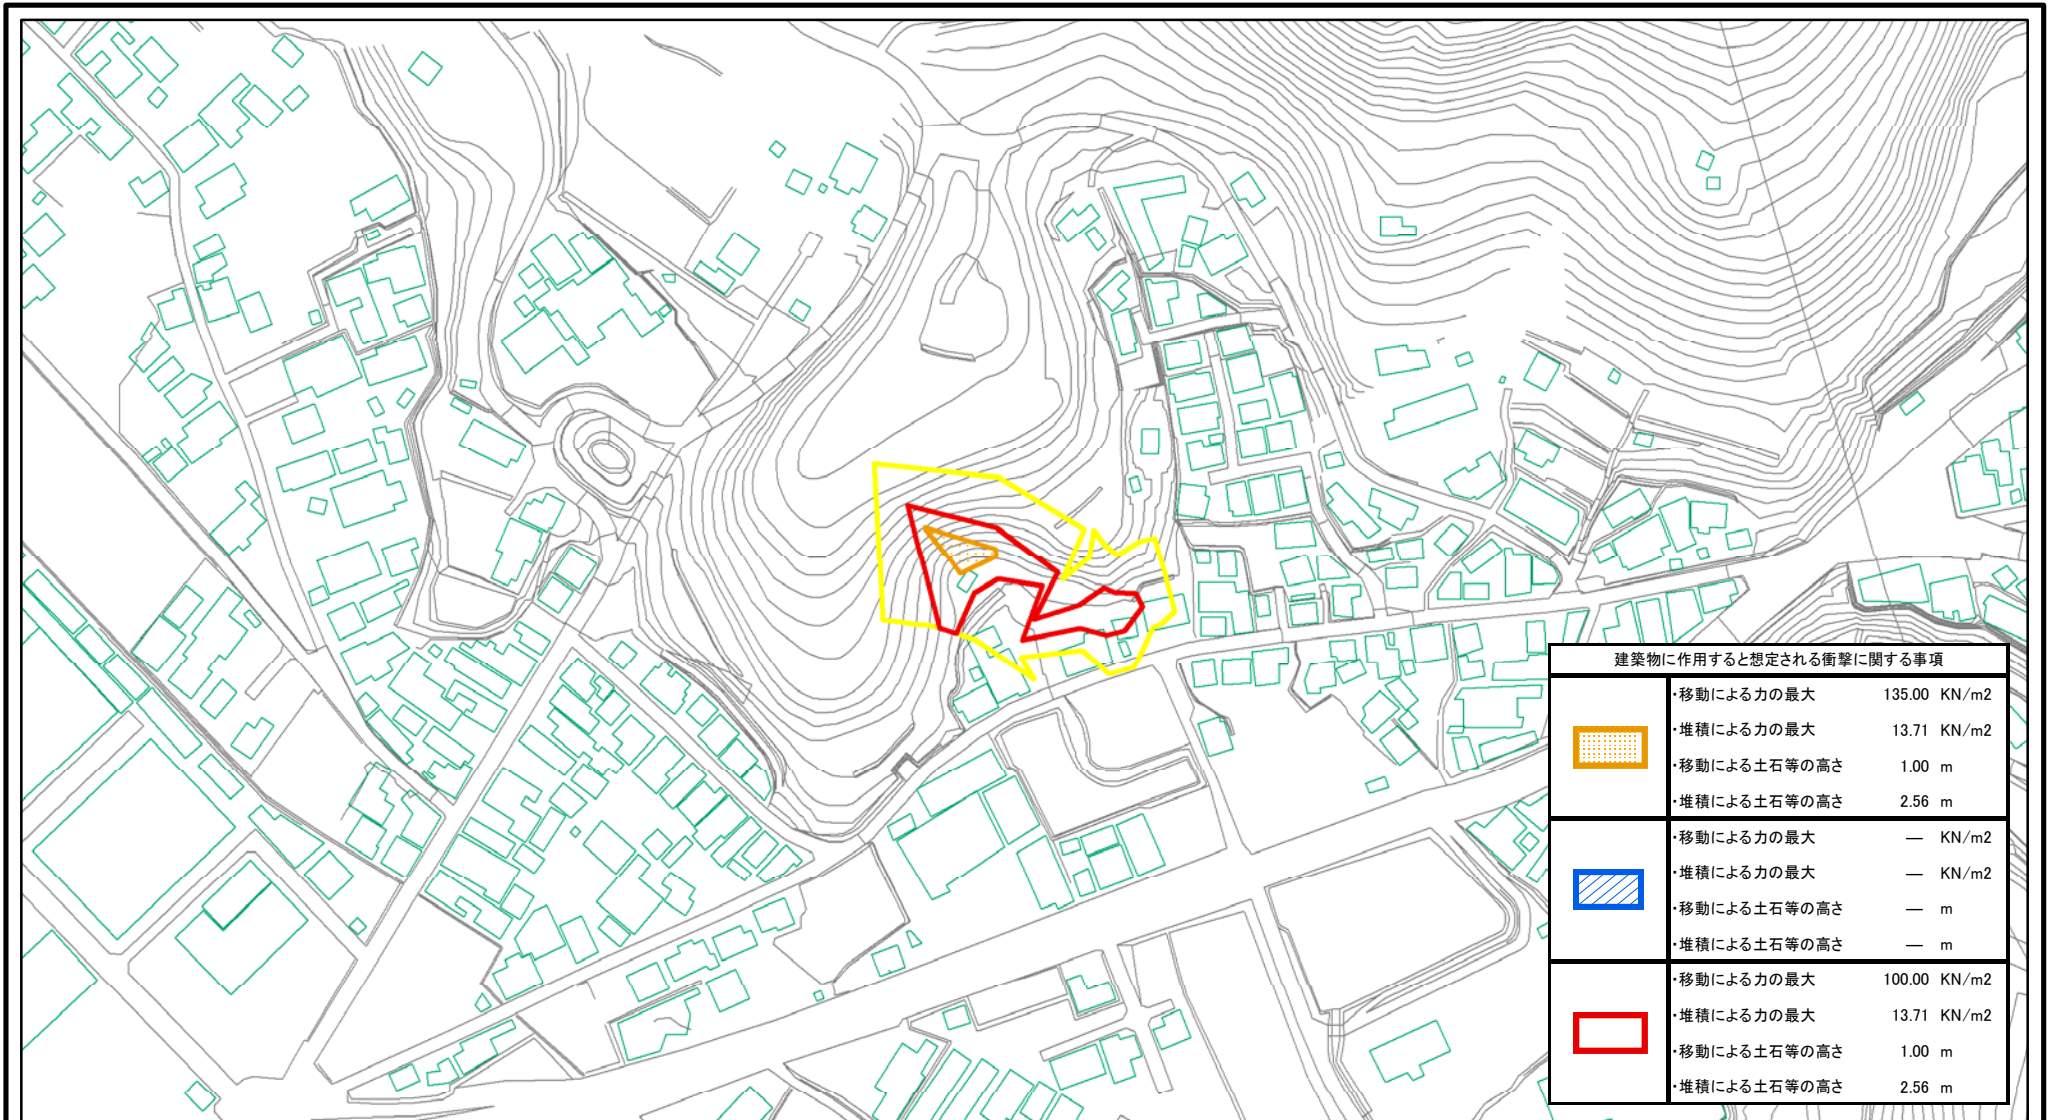 建築物に作用すると想定される衝撃に関する事項
・移動による力の最大 135.00 KN/m2
・堆積による力の最大 13.71 KN/m2
・移動による土石等の高さ 1.00 m
・堆積による土石等の高さ 2.56 m
・移動による力の最大 — KN/m2
・堆積による力の最大 — KN/m2
・移動による土石等の高さ — m
・堆積による土石等の高さ — m
・移動による力の最大 100.00 KN/m2
・堆積による力の最大 13.71 KN/m2
・移動による土石等の高さ 1.00 m
・堆積による土石等の高さ 2.56 m